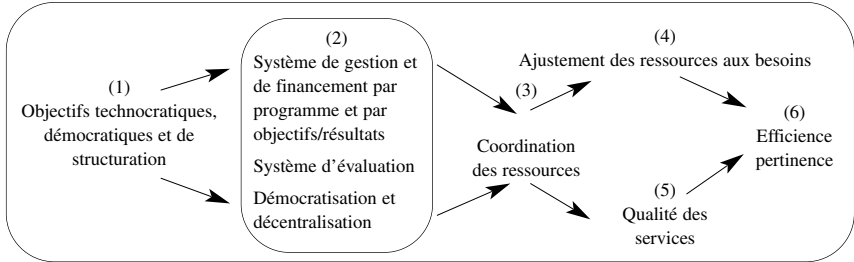 (1)
Objectifs technocratiques,
démocratiques et de
structuration
(2)
Système de gestion et
de financement par
programme et par
objectifs/résultats
Système d'évaluation
Démocratisation et
décentralisation
(3)
Coordination
des ressources
(4)
Ajustement des ressources aux besoins
(5)
Qualité des
services
(6)
Efficience
pertinence